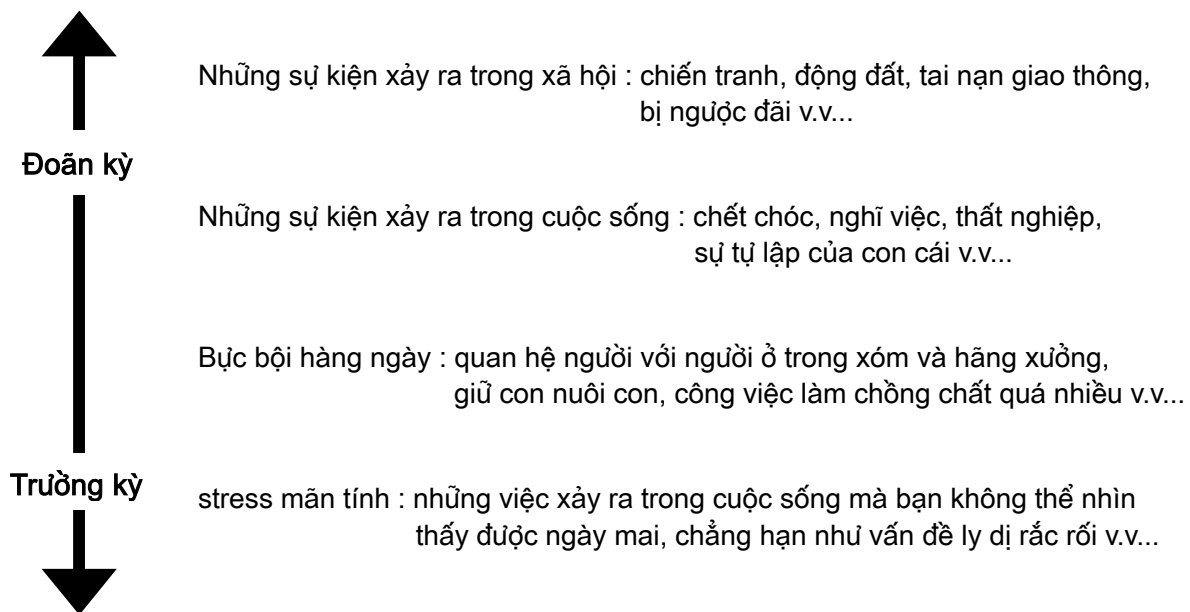 Những sự kiện xảy ra trong xã hội : chiến tranh, động đất, tai nạn giao thông,
bị ngược đãi v.v...
Đoãn kỳ
Những sự kiện xảy ra trong cuộc sống : chết chóc, nghĩ việc, thất nghiệp,
sự tự lập của con cái v.v...
Bực bội hàng ngày : quan hệ người với người ở trong xóm và hãng xưởng,
giữ con nuôi con, công việc làm chồng chất quá nhiều v.v...
Trường kỳ
stress mãn tính : những việc xảy ra trong cuộc sống mà bạn không thể nhìn
thấy được ngày mai, chẳng hạn như vấn đề ly dị rắc rối v.v...